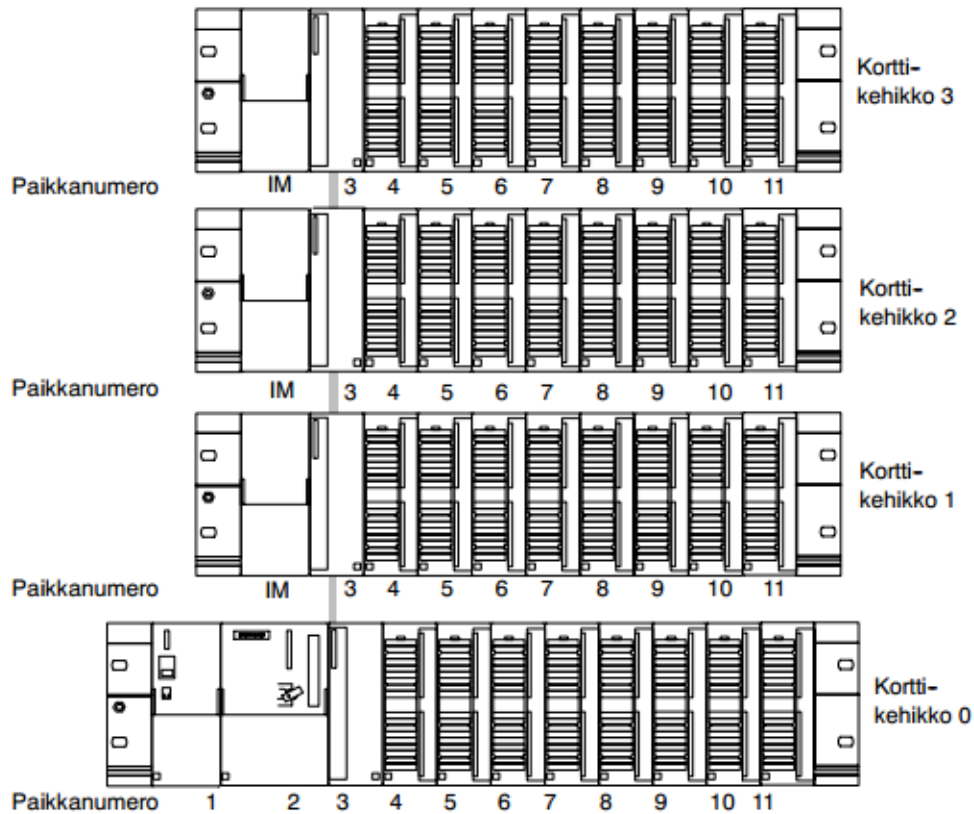 Kortti-
kehikko 3
Paikkanumero IM 3 4 5 6 7 8 9 10 11
Kortti-
kehikko 2
Paikkanumero IM 3 4 5 6 7 8 9 10 11
Kortti-
kehikko 1
Paikkanumero IM 3 4 5 6 7 8 9 10 11
Kortti-
kehikko 0
Paikkanumero 1 2 3 4 5 6 7 8 9 10 11